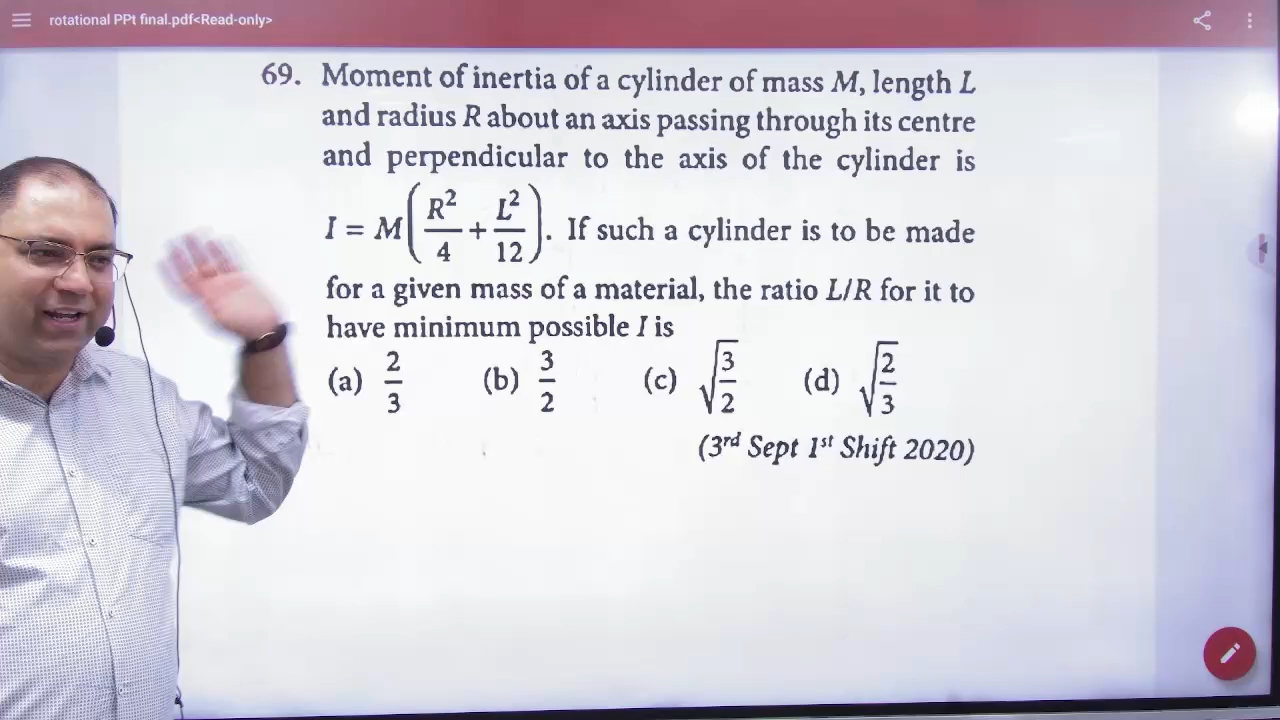 rotational PPt final.pdf<Read-only>
69. Moment of inertia of a cylinder of mass M, length L
and radius R about an axis passing through its centre
and perpendicular to the axis of the cylinder is
I = M(R²/4 + L²/12). If such a cylinder is to be made
for a given mass of a material, the ratio L/R for it to
have minimum possible I is
(a) 2/3 (b) 3/2 (c) √(3/2) (d) √(2/3)
(3rd Sept 1st Shift 2020)